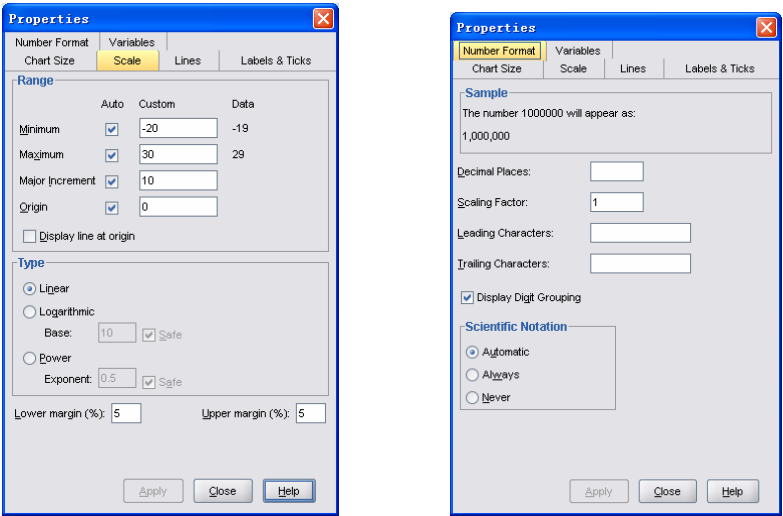 Properties
Number Format Variables
Chart Size Scale Lines Labels & Ticks
Range
Auto Custom Data
Minimum -20 -19
Maximum 30 29
Major Increment 10
Origin 0
Display line at origin
Type
Linear
Logarithmic
Base: 10 Safe
Power
Exponent: 0.5 Safe
Lower margin (%): 5 Upper margin (%): 5
Apply Close Help
Properties
Number Format Variables
Chart Size Scale Lines Labels & Ticks
Sample
The number 1000000 will appear as:
1,000,000
Decimal Places:
Scaling Factor: 1
Leading Characters:
Trailing Characters:
Display Digit Grouping
Scientific Notation
Automatic
Always
Never
Apply Close Help